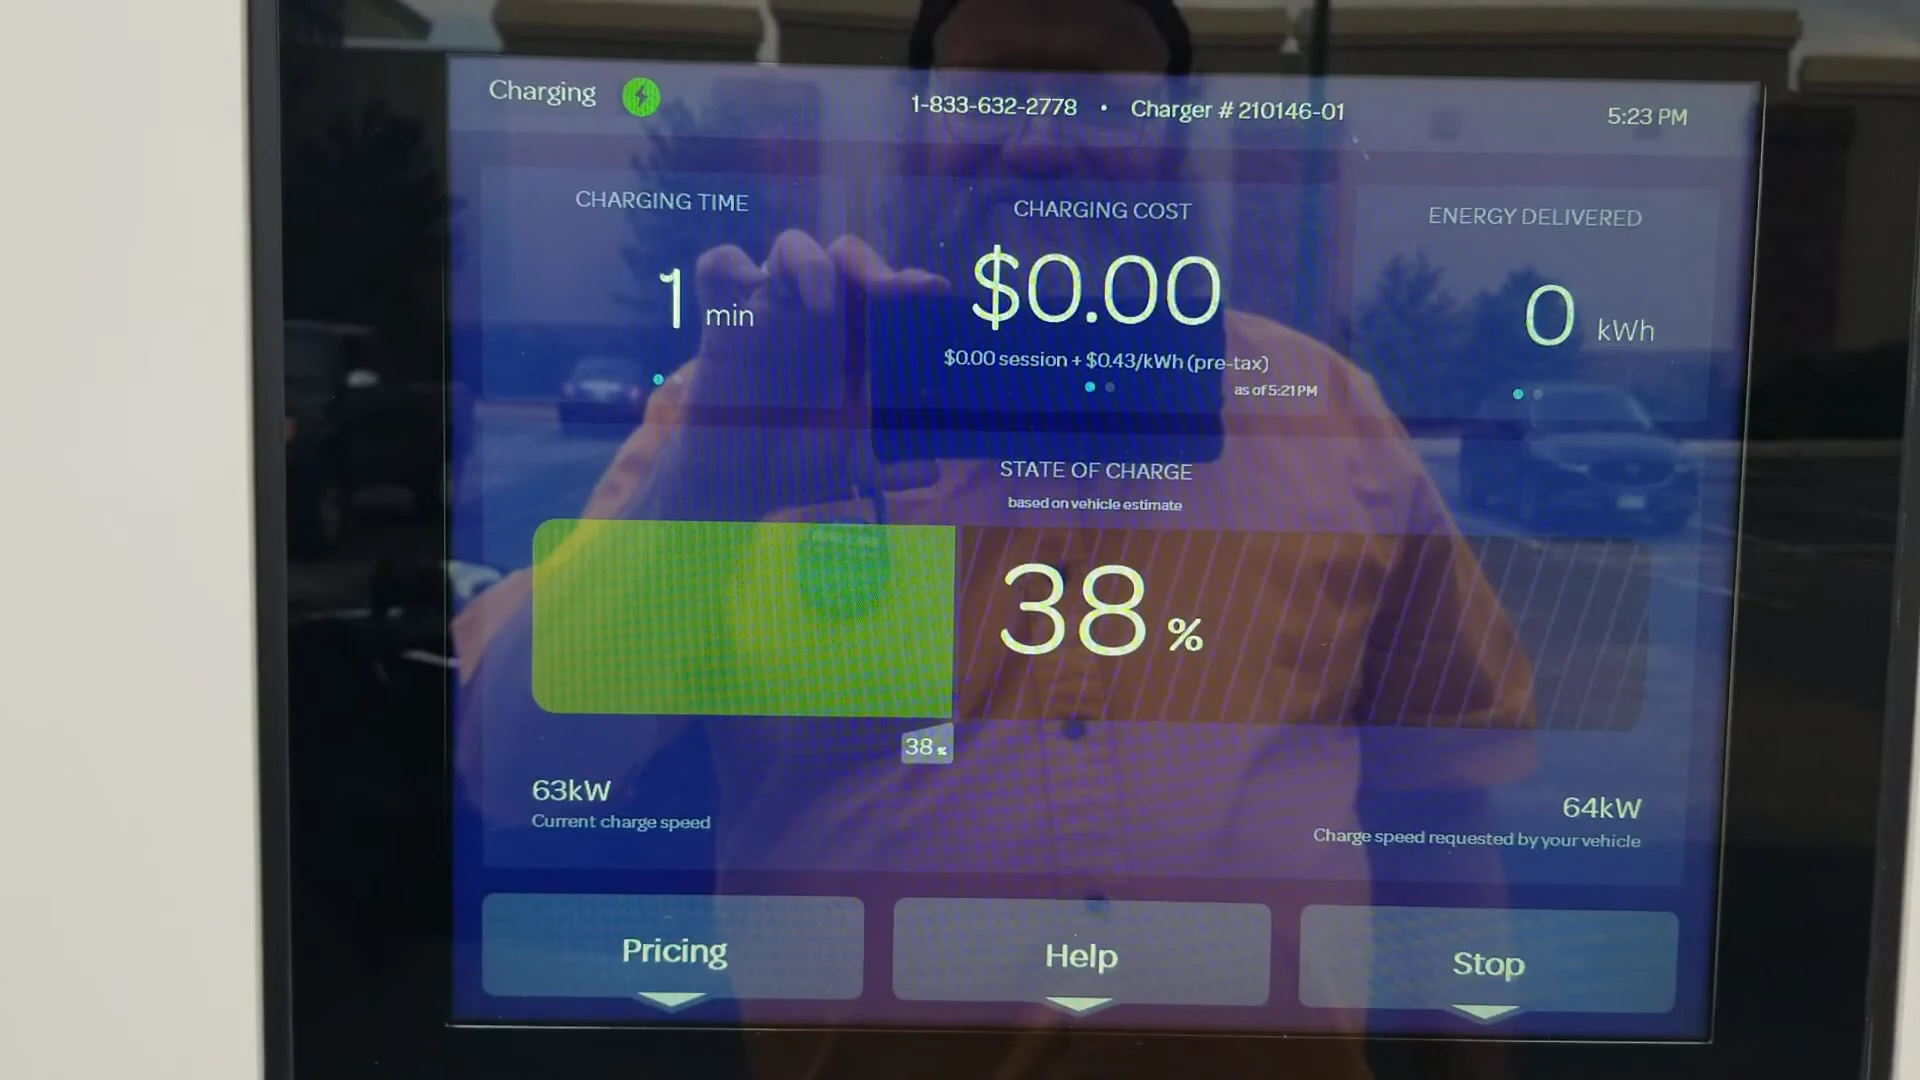 Charging
1-833-632-2778 • Charger # 210146-01
5:23 PM
CHARGING TIME
1 min
CHARGING COST
$0.00
$0.00 session + $0.43/kWh (pre-tax)
as of 5:21 PM
ENERGY DELIVERED
0 kWh
STATE OF CHARGE
based on vehicle estimate
38 %
38 %
63kW
Current charge speed
64kW
Charge speed requested by your vehicle
Pricing
Help
Stop